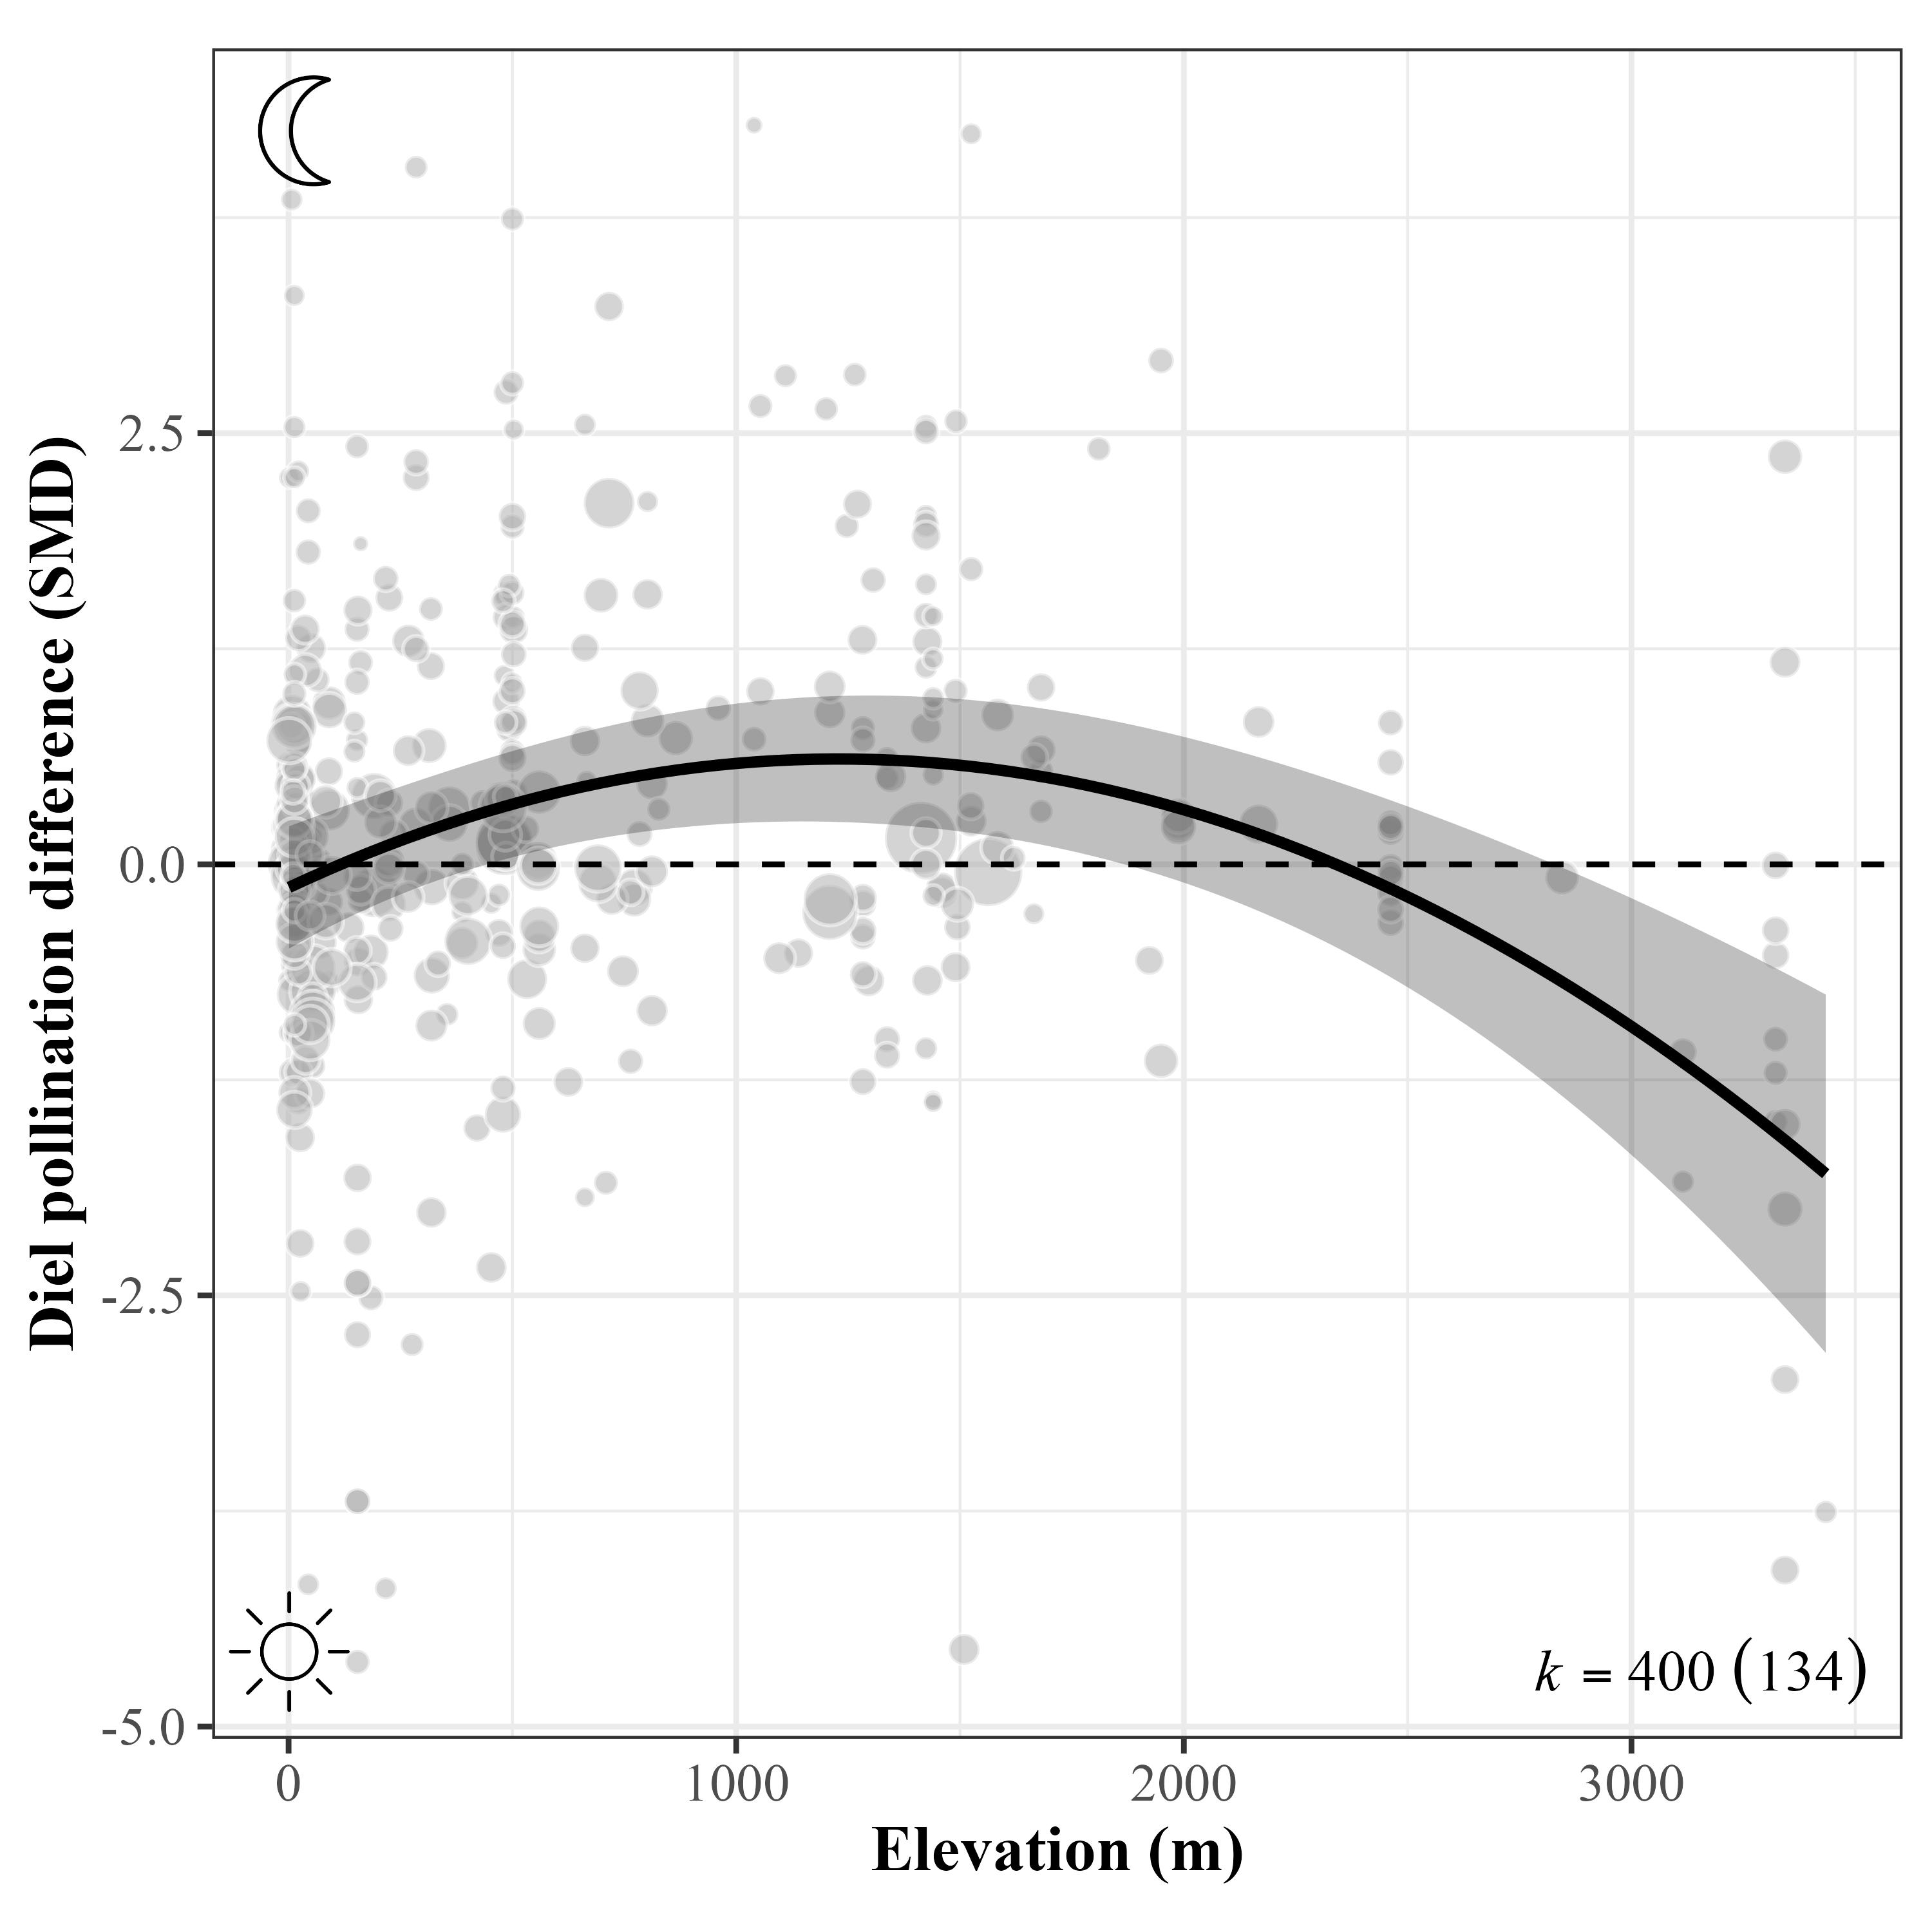 Diel pollination difference (SMD)
2.5
0.0
-2.5
-5.0
k = 400 (134)
0 1000 2000 3000
Elevation (m)